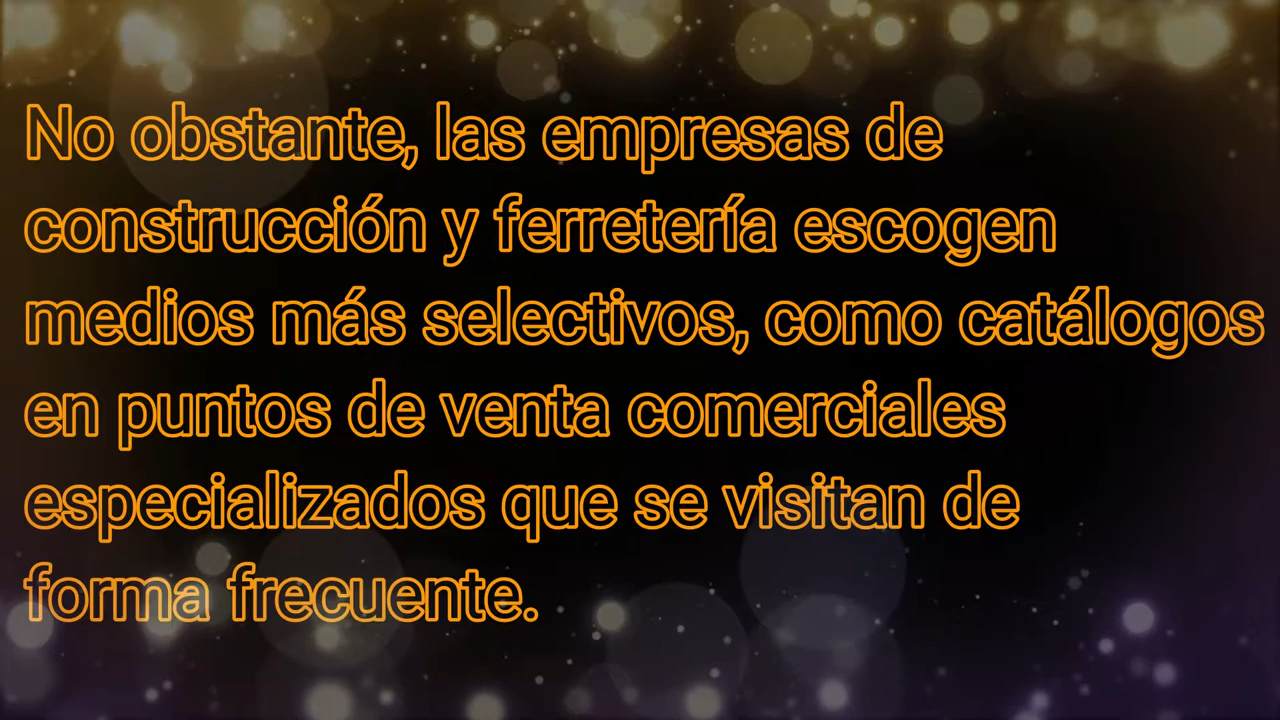 No obstante, las empresas de
construcción y ferretería escogen
medios más selectivos, como catálogos
en puntos de venta comerciales
especializados que se visitan de
forma frecuente.